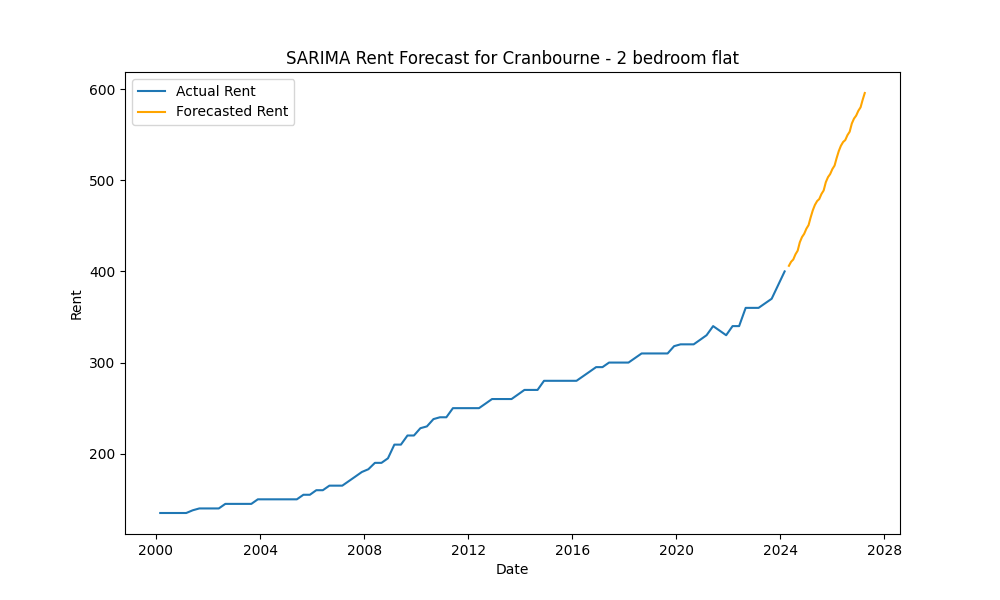 SARIMA Rent Forecast for Cranbourne - 2 bedroom flat
Actual Rent
Forecasted Rent
600
500
400
300
200
Rent
2000 2004 2008 2012 2016 2020 2024 2028
Date